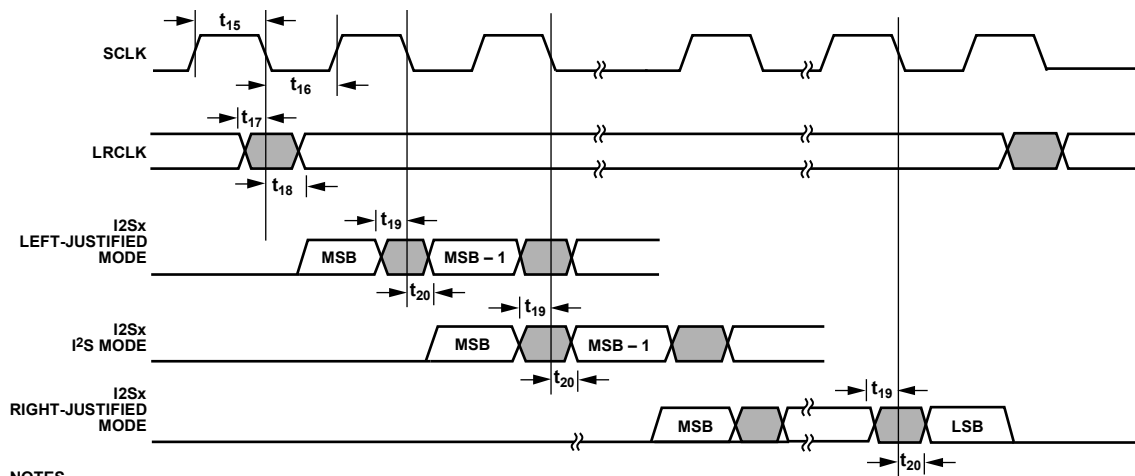 t15
SCLK
t16
t17
LRCLK
t18
I2Sx
LEFT-JUSTIFIED
MODE
t19
MSB
MSB – 1
t20
I2Sx
I2S MODE
t19
MSB
MSB – 1
t20
I2Sx
RIGHT-JUSTIFIED
MODE
t19
MSB
LSB
t20
NOTES